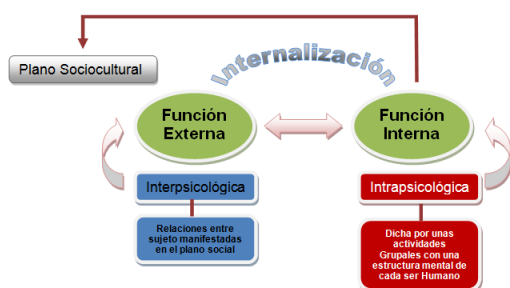 Internalización
Plano Sociocultural
Función
Externa
Función
Interna
Interpsicológica
Intrapsicológica
Relaciones entre
sujeto manifestadas
en el plano social
Dicha por unas
actividades
Grupales con una
estructura mental de
cada ser Humano